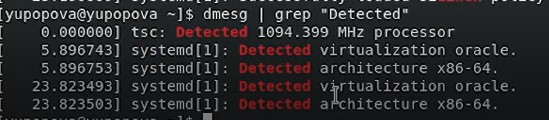 [yupopova@yupopova ~]$ dmesg | grep "Detected"
[    0.000000] tsc: Detected 1094.399 MHz processor
[    5.896743] systemd[1]: Detected virtualization oracle.
[    5.896753] systemd[1]: Detected architecture x86-64.
[   23.823493] systemd[1]: Detected virtualization oracle.
[   23.823503] systemd[1]: Detected architecture x86-64.
[yupopova@yupopova ~]$